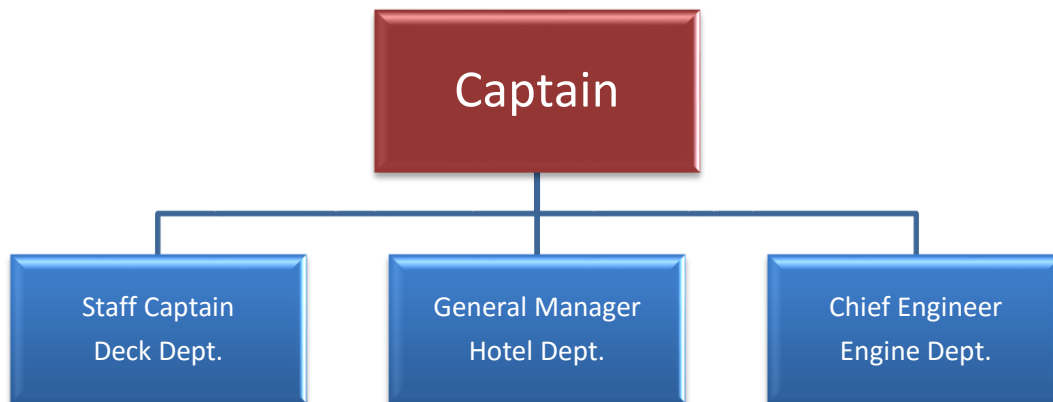 Captain
Staff Captain
Deck Dept.
General Manager
Hotel Dept.
Chief Engineer
Engine Dept.